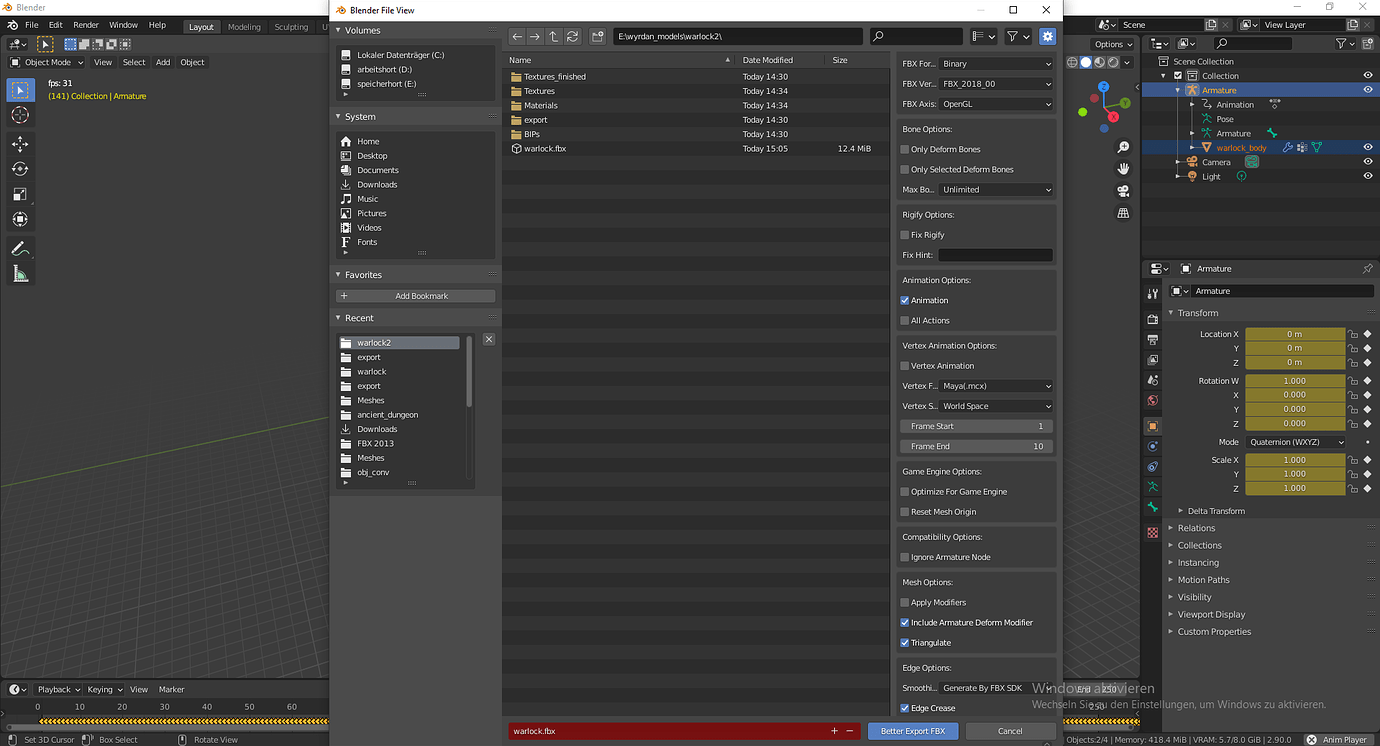 Blender
File Edit Render Window Help Layout Modeling Sculpting U
Scene View Layer
Object Mode View Select Add Object
Options
fps: 31
(141) Collection | Armature
Blender File View
Volumes
Lokaler Datenträger (C:)
arbeitshort (D:)
speicherhort (E:)
System
Home
Desktop
Documents
Downloads
Music
Pictures
Videos
Fonts
Favorites
Add Bookmark
Recent
warlock2
export
warlock
export
Meshes
ancient_dungeon
Downloads
FBX 2013
Meshes
obj_conv
E:\wyrdan_models\warlock2\
Name Date Modified Size
Textures_finished Today 14:30
Textures Today 14:34
Materials Today 14:34
export Today 14:30
BIPs Today 14:30
warlock.fbx Today 15:05 12.4 MiB
FBX For... Binary
FBX Ver... FBX_2018_00
FBX Axis: OpenGL
Bone Options:
Only Deform Bones
Only Selected Deform Bones
Max Bo... Unlimited
Rigify Options:
Fix Rigify
Fix Hint:
Animation Options:
Animation
All Actions
Vertex Animation Options:
Vertex Animation
Vertex F... Maya(.mcx)
Vertex S... World Space
Frame Start 1
Frame End 10
Game Engine Options:
Optimize For Game Engine
Reset Mesh Origin
Compatibility Options:
Ignore Armature Node
Mesh Options:
Apply Modifiers
Include Armature Deform Modifier
Triangulate
Edge Options:
Smoothi... Generate By FBX SDK
Edge Crease
warlock.fbx
Better Export FBX
Cancel
Z
Y
X
Scene Collection
Collection
Armature
Animation
Pose
Armature
warlock_body
Camera
Light
Armature
Armature
Transform
Location X 0 m
Y 0 m
Z 0 m
Rotation W 1.000
X 0.000
Y 0.000
Z 0.000
Mode Quaternion (WXYZ)
Scale X 1.000
Y 1.000
Z 1.000
Delta Transform
Relations
Collections
Instancing
Motion Paths
Visibility
Viewport Display
Custom Properties
Windows aktivieren
Wechseln Sie zu den Einstellungen, um Windows zu aktivieren.
Playback Keying View Marker
End 250
0 10 20 30 40 50 60
250
Set 3D Cursor Box Select Rotate View
Objects:2/4 | Memory: 418.4 MiB | VRAM: 5.7/8.0 GiB | 2.90.0 Anim Player